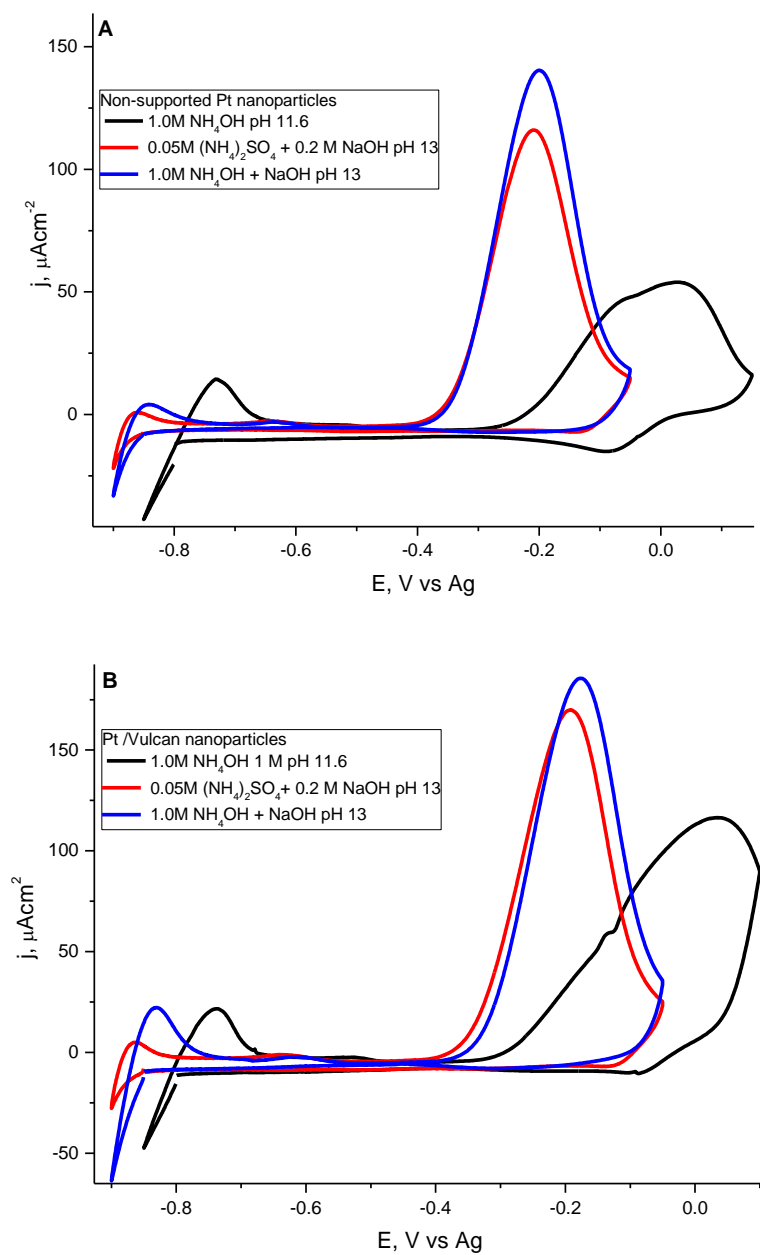 A
150
100
50
0
j, µAcm⁻²
Non-supported Pt nanoparticles
1.0M NH₄OH pH 11.6
0.05M (NH₄)₂SO₄ + 0.2 M NaOH pH 13
1.0M NH₄OH + NaOH pH 13
-0.8 -0.6 -0.4 -0.2 0.0
E, V vs Ag
B
150
100
50
0
-50
j, µAcm²
Pt /Vulcan nanoparticles
1.0M NH₄OH 1 M pH 11.6
0.05M (NH₄)₂SO₄+ 0.2 M NaOH pH 13
1.0M NH₄OH + NaOH pH 13
-0.8 -0.6 -0.4 -0.2 0.0
E, V vs Ag